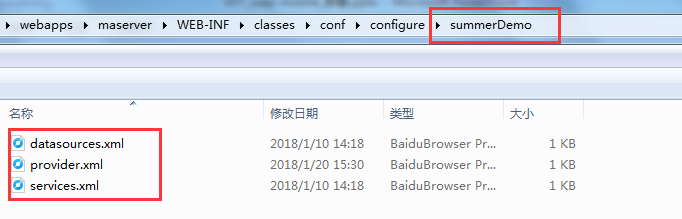 webapps ▸ maserver ▸ WEB-INF ▸ classes ▸ conf ▸ configure ▸ summerDemo
名称 修改日期 类型 大小
datasources.xml 2018/1/10 14:18 BaiduBrowser Pr... 1 KB
provider.xml 2018/1/20 15:30 BaiduBrowser Pr... 1 KB
services.xml 2018/1/10 14:18 BaiduBrowser Pr... 1 KB